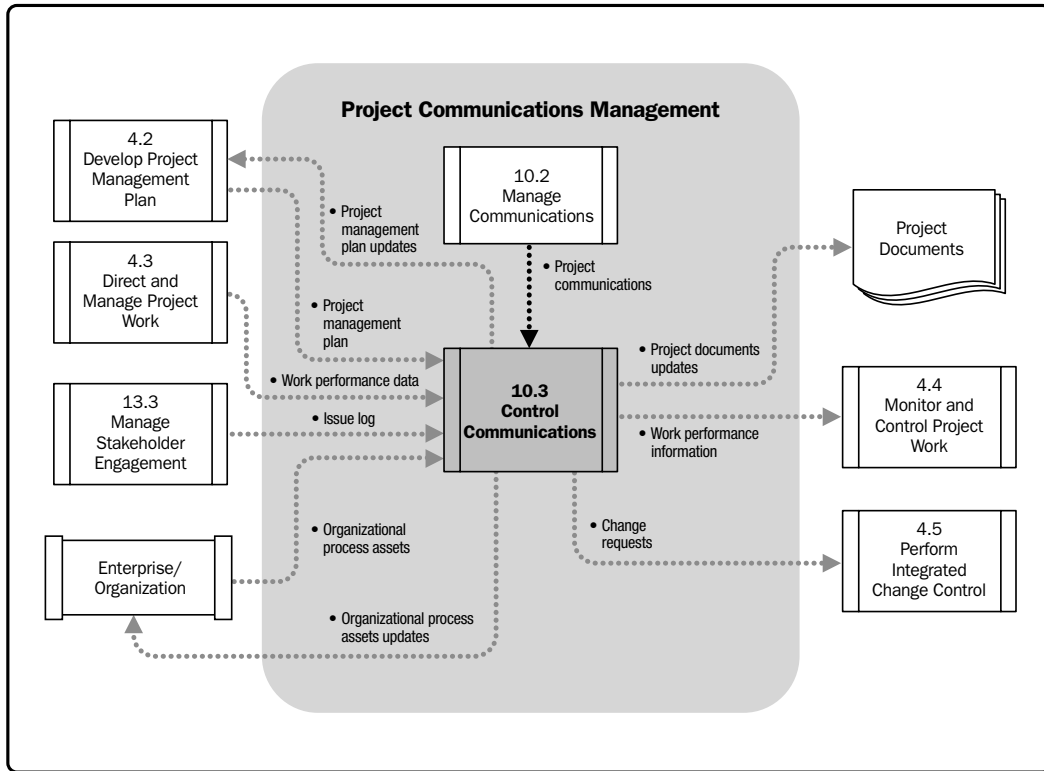 Project Communications Management
4.2
Develop Project
Management
Plan
10.2
Manage
Communications
• Project
management
plan updates
Project
Documents
4.3
Direct and
Manage Project
Work
• Project
communications
• Project
management
plan
• Project documents
updates
• Work performance data
10.3
Control
Communications
4.4
Monitor and
Control Project
Work
13.3
Manage
Stakeholder
Engagement
• Issue log
• Work performance
information
• Organizational
process assets
• Change
requests
4.5
Perform
Integrated
Change Control
Enterprise/
Organization
• Organizational process
assets updates